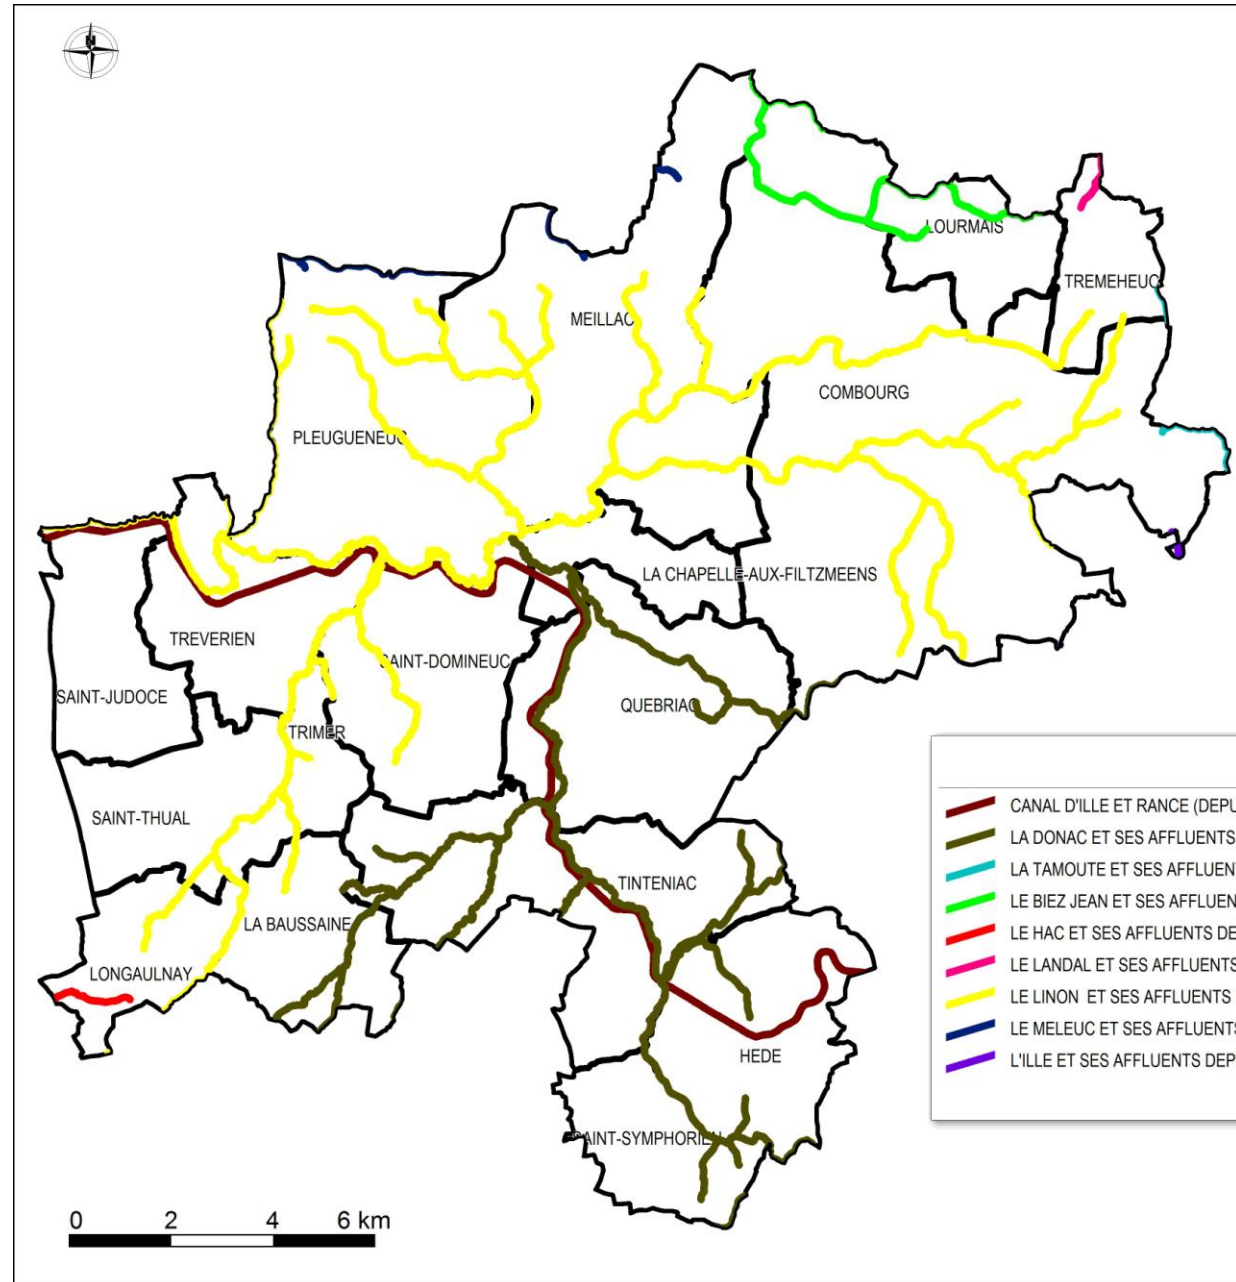 N
LOURMAIS
TREMEHEUC
MEILLAC
COMBOURG
PLEUGUENEUC
LA CHAPELLE-AUX-FILTZMEENS
TREVERIEN
SAINT-DOMINEUC
SAINT-JUDOCE
QUEBRIAC
TRIMER
SAINT-THUAL
TINTENIAC
LA BAUSSAINE
LONGAULNAY
HEDE
SAINT-SYMPHORIEN
CANAL D'ILLE ET RANCE (DEPU
LA DONAC ET SES AFFLUENTS
LA TAMOUTE ET SES AFFLUEN
LE BIEZ JEAN ET SES AFFLUEN
LE HAC ET SES AFFLUENTS DE
LE LANDAL ET SES AFFLUENTS
LE LINON ET SES AFFLUENTS
LE MELEUC ET SES AFFLUENTS
L'ILLE ET SES AFFLUENTS DEP
0 2 4 6 km